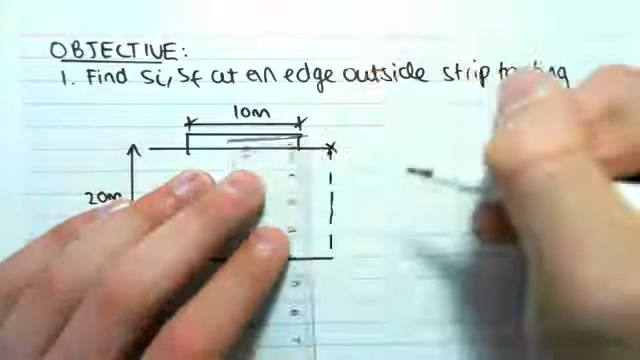 OBJECTIVE:
1. Find Si, Sf at an edge outside strip
10m
20m